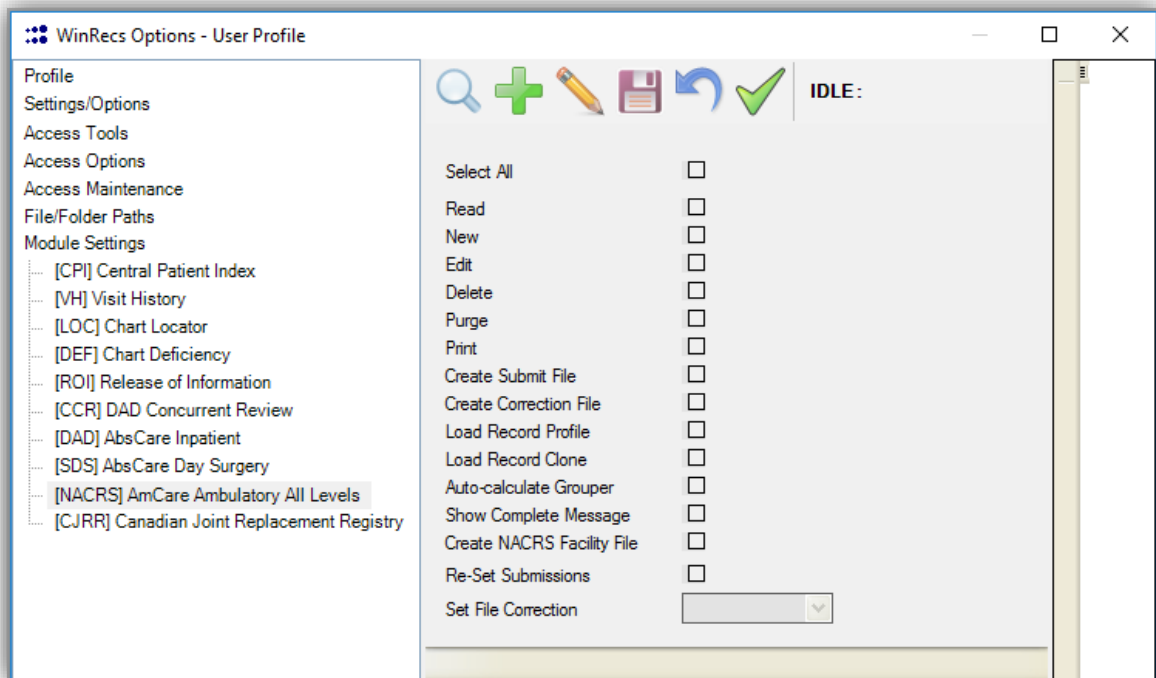 WinRecs Options - User Profile
Profile
Settings/Options
Access Tools
Access Options
Access Maintenance
File/Folder Paths
Module Settings
[CPI] Central Patient Index
[VH] Visit History
[LOC] Chart Locator
[DEF] Chart Deficiency
[ROI] Release of Information
[CCR] DAD Concurrent Review
[DAD] AbsCare Inpatient
[SDS] AbsCare Day Surgery
[NACRS] AmCare Ambulatory All Levels
[CJRR] Canadian Joint Replacement Registry
IDLE:
Select All
Read
New
Edit
Delete
Purge
Print
Create Submit File
Create Correction File
Load Record Profile
Load Record Clone
Auto-calculate Grouper
Show Complete Message
Create NACRS Facility File
Re-Set Submissions
Set File Correction